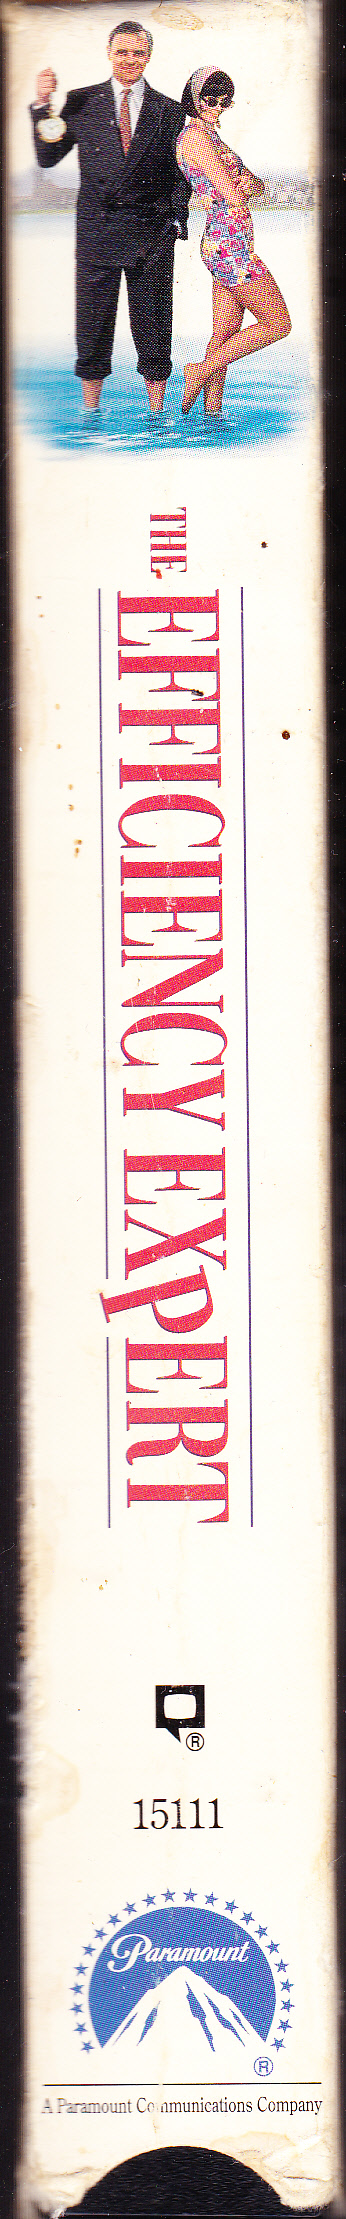 THE
EFFICIENCY EXPERT
®
15111
Paramount
®
A Paramount Communications Company